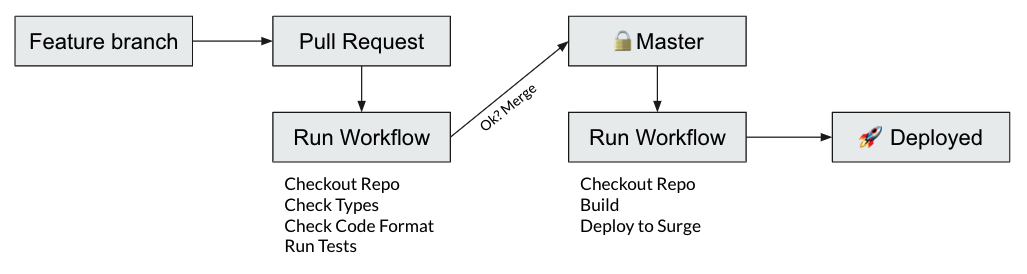 Feature branch
Pull Request
🔒Master
Ok? Merge
Run Workflow
Run Workflow
🚀 Deployed
Checkout Repo
Check Types
Check Code Format
Run Tests
Checkout Repo
Build
Deploy to Surge